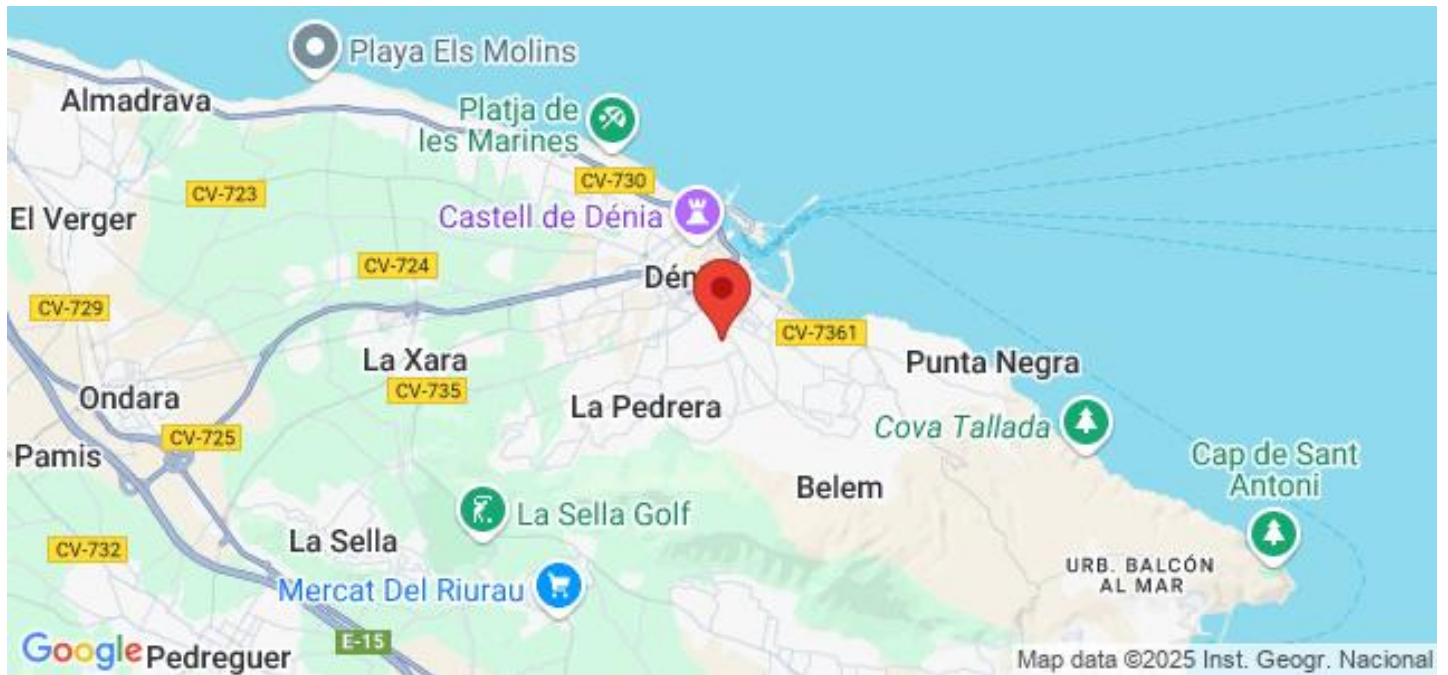 Playa Els Molins
Almadrava
Platja de
les Marines
CV-730
CV-723
El Verger
Castell de Dénia
CV-724
Dén
CV-729
CV-7361
La Xara
Punta Negra
CV-735
Ondara
La Pedrera
Cova Tallada
CV-725
Pamis
Cap de Sant
Antoni
Belem
La Sella Golf
La Sella
CV-732
URB. BALCÓN
AL MAR
Mercat Del Riurau
E-15
Google
Pedreguer
Map data ©2025 Inst. Geogr. Nacional